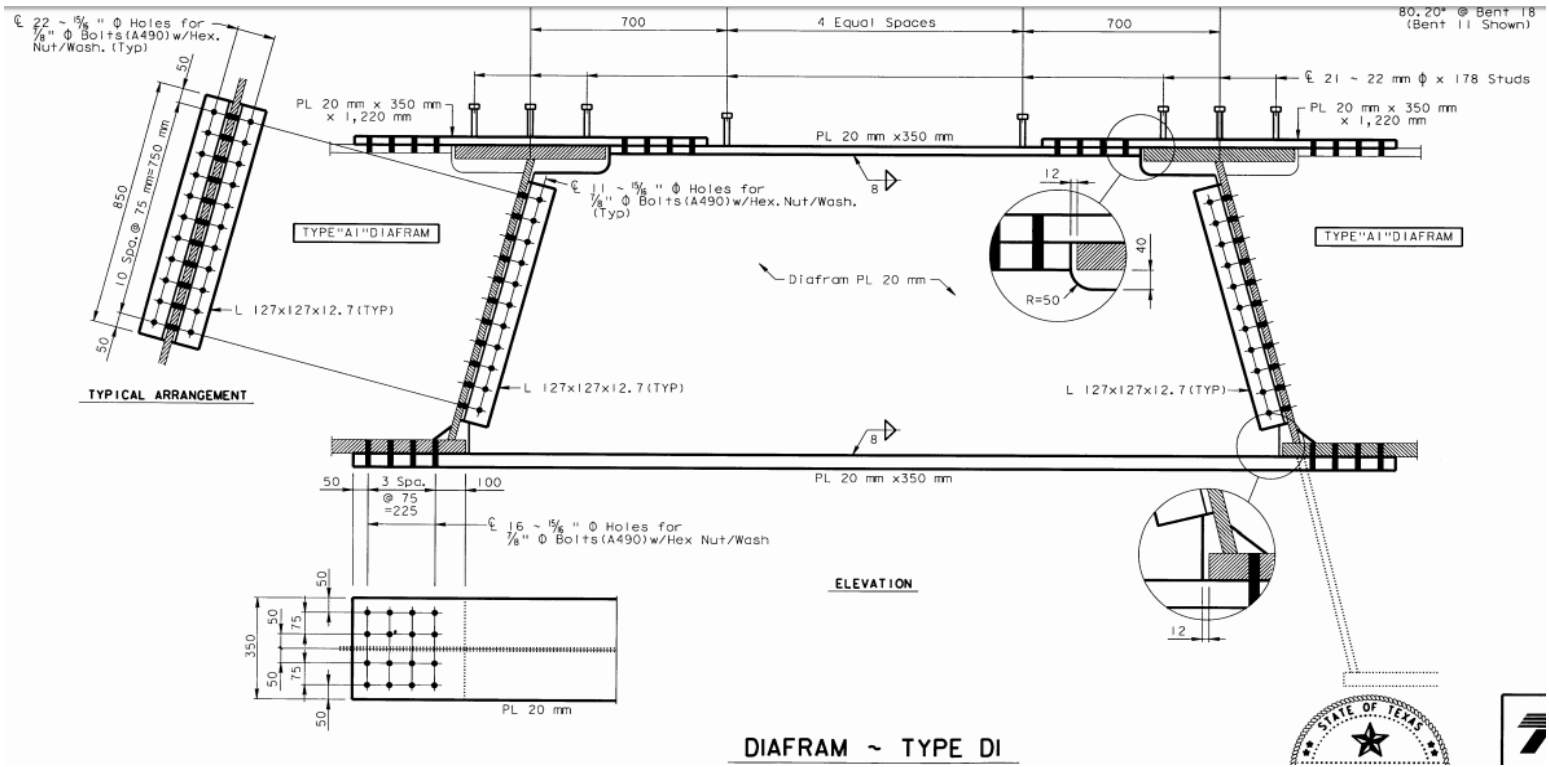 ℄ 22 ~ 15/16 " Φ Holes for
7/8" Φ Bolts(A490)w/Hex.
Nut/Wash.(Typ)
700
4 Equal Spaces
700
80.20° @ Bent 18
(Bent 11 Shown)
50
℄ 21 ~ 22 mm ϕ x 178 Studs
PL 20 mm x 350 mm
x 1,220 mm
PL 20 mm x350 mm
PL 20 mm x 350 mm
x 1,220 mm
8
12
℄ 11 ~ 15/16 " Φ Holes for
7/8" Φ Bolts(A490)w/Hex.Nut/Wash.
(Typ)
850
10 Spa.@ 75 mm=750 mm
TYPE"A1"DIAFRAM
TYPE"A1"DIAFRAM
40
Diafram PL 20 mm
R=50
L 127x127x12.7(TYP)
50
TYPICAL ARRANGEMENT
L 127x127x12.7(TYP)
L 127x127x12.7(TYP)
8
PL 20 mm x350 mm
50
3 Spa.
@ 75
=225
100
℄ 16 ~ 15/16 " Φ Holes for
7/8" Φ Bolts(A490)w/Hex Nut/Wash
ELEVATION
50
75
50
350
50
75
50
12
PL 20 mm
STATE OF TEXAS
DIAFRAM ~ TYPE D1